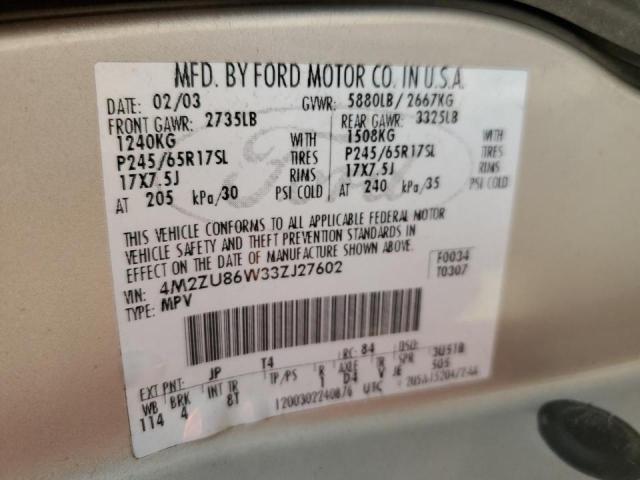 MFD. BY FORD MOTOR CO. IN U.S.A.
DATE: 02/03 GVWR: 5880LB/2667KG
FRONT GAWR: 2735LB REAR GAWR: 3325LB
1240KG WITH 1508KG WITH
P245/65R17SL TIRES P245/65R17SL TIRES
17X7.5J RIMS 17X7.5J RIMS
AT 205 kPa/30 PSI COLD AT 240 kPa/35 PSI COLD
Ford
THIS VEHICLE CONFORMS TO ALL APPLICABLE FEDERAL MOTOR
VEHICLE SAFETY AND THEFT PREVENTION STANDARDS IN
EFFECT ON THE DATE OF MANUFACTURE SHOWN ABOVE.
VIN: 4M2ZU86W33ZJ27602 F0034
TYPE: MPV T0307
EXT PNT: JP T4 RC: 84 DSO:
WB BRK INT TR TP/PS R AXLE TR SPR
114 4 8T 1 D4 V JE
UTC